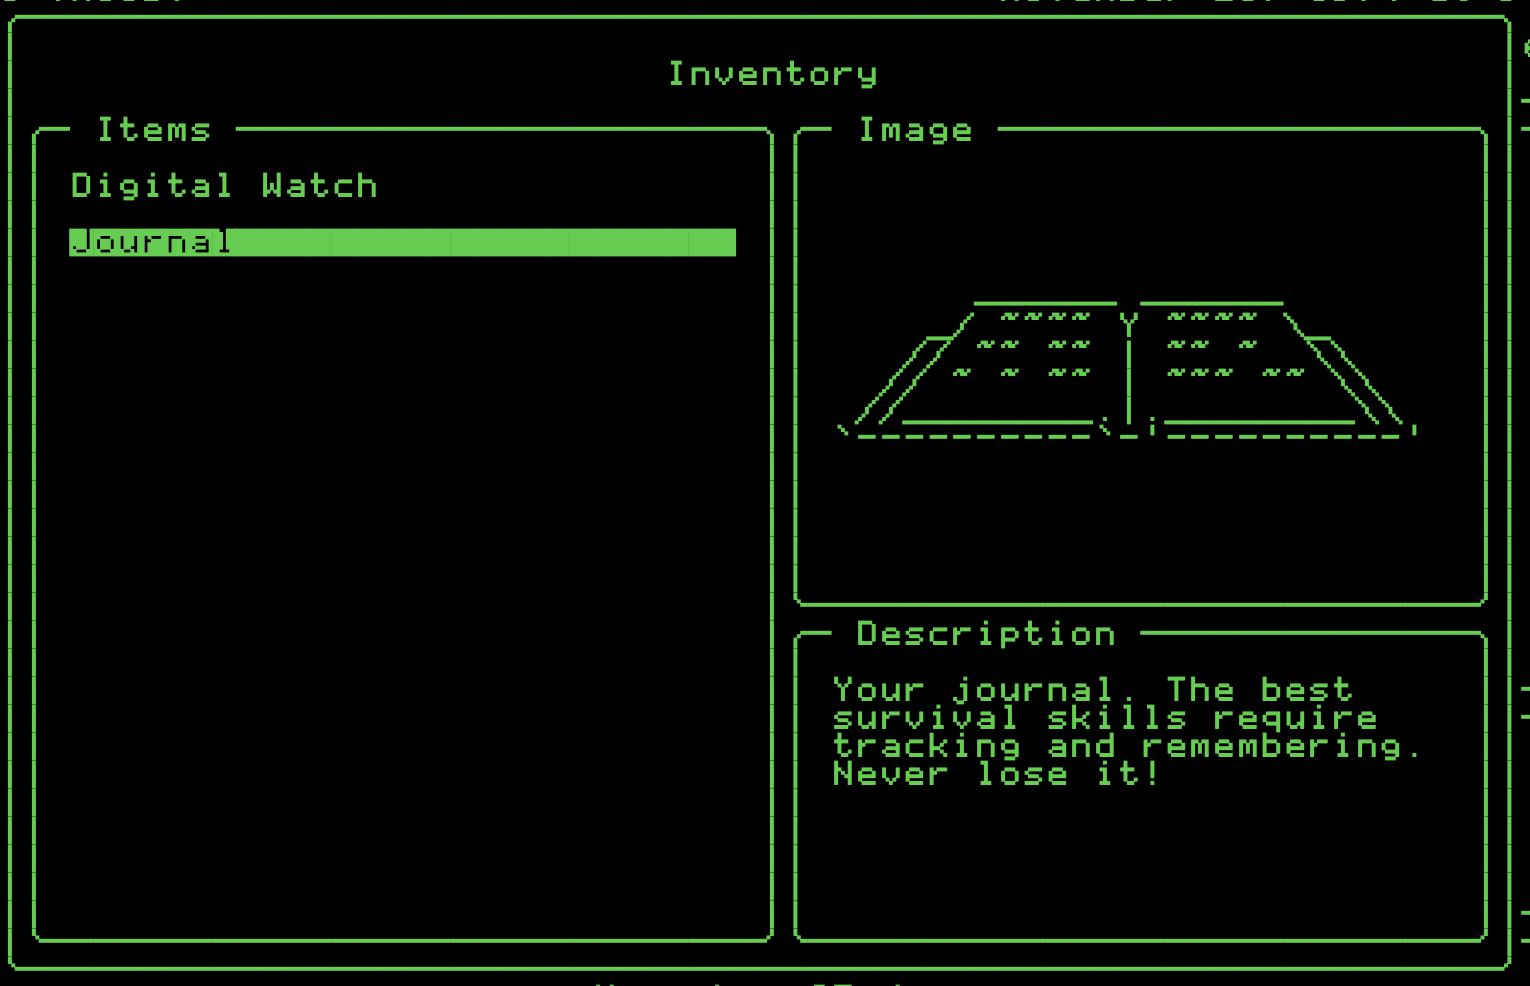 Inventory
Items
Digital Watch
Journal
Image
Description
Your journal. The best
survival skills require
tracking and remembering.
Never lose it!